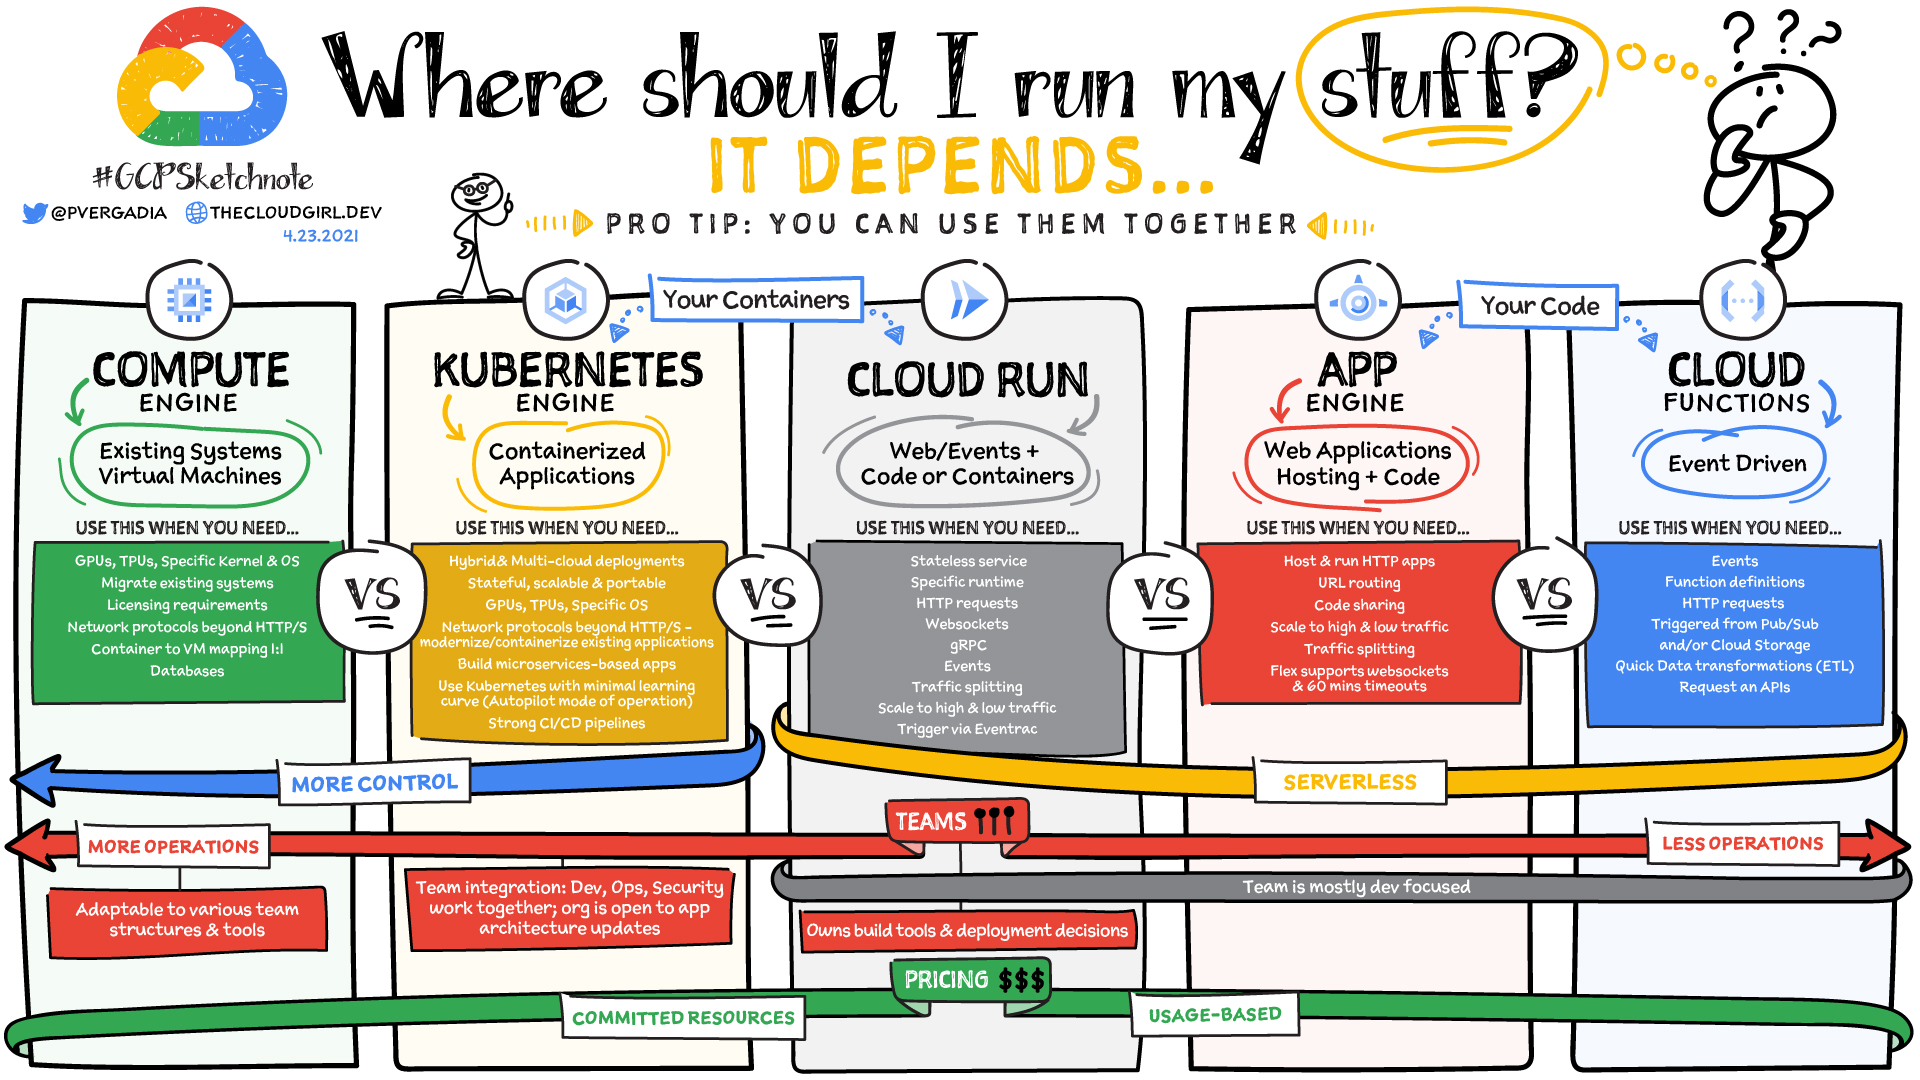 Where should I run my stuff?
IT DEPENDS...
PRO TIP: YOU CAN USE THEM TOGETHER
? ? ?
#GCPSketchnote
@PVERGADIA THECLOUDGIRL.DEV
4.23.2021
Your Containers
Your Code
COMPUTE
ENGINE
Existing Systems
Virtual Machines
USE THIS WHEN YOU NEED...
GPUs, TPUs, Specific Kernel & OS
Migrate existing systems
Licensing requirements
Network protocols beyond HTTP/S
Container to VM mapping 1:1
Databases
VS
KUBERNETES
ENGINE
Containerized
Applications
USE THIS WHEN YOU NEED...
Hybrid & Multi-cloud deployments
Stateful, scalable & portable
GPUs, TPUs, Specific OS
Network protocols beyond HTTP/S -
modernize/containerize existing applications
Build microservices-based apps
Use Kubernetes with minimal learning
curve (Autopilot mode of operation)
Strong CI/CD pipelines
VS
CLOUD RUN
Web/Events +
Code or Containers
USE THIS WHEN YOU NEED...
Stateless service
Specific runtime
HTTP requests
Websockets
gRPC
Events
Traffic splitting
Scale to high & low traffic
Trigger via Eventrac
VS
APP
ENGINE
Web Applications
Hosting + Code
USE THIS WHEN YOU NEED...
Host & run HTTP apps
URL routing
Code sharing
Scale to high & low traffic
Traffic splitting
Flex supports websockets
& 60 mins timeouts
VS
CLOUD
FUNCTIONS
Event Driven
USE THIS WHEN YOU NEED...
Events
Function definitions
HTTP requests
Triggered from Pub/Sub
and/or Cloud Storage
Quick Data transformations (ETL)
Request an APIs
MORE CONTROL
SERVERLESS
TEAMS
MORE OPERATIONS
LESS OPERATIONS
Adaptable to various team
structures & tools
Team integration: Dev, Ops, Security
work together; org is open to app
architecture updates
Team is mostly dev focused
Owns build tools & deployment decisions
PRICING $$$
COMMITTED RESOURCES
USAGE-BASED